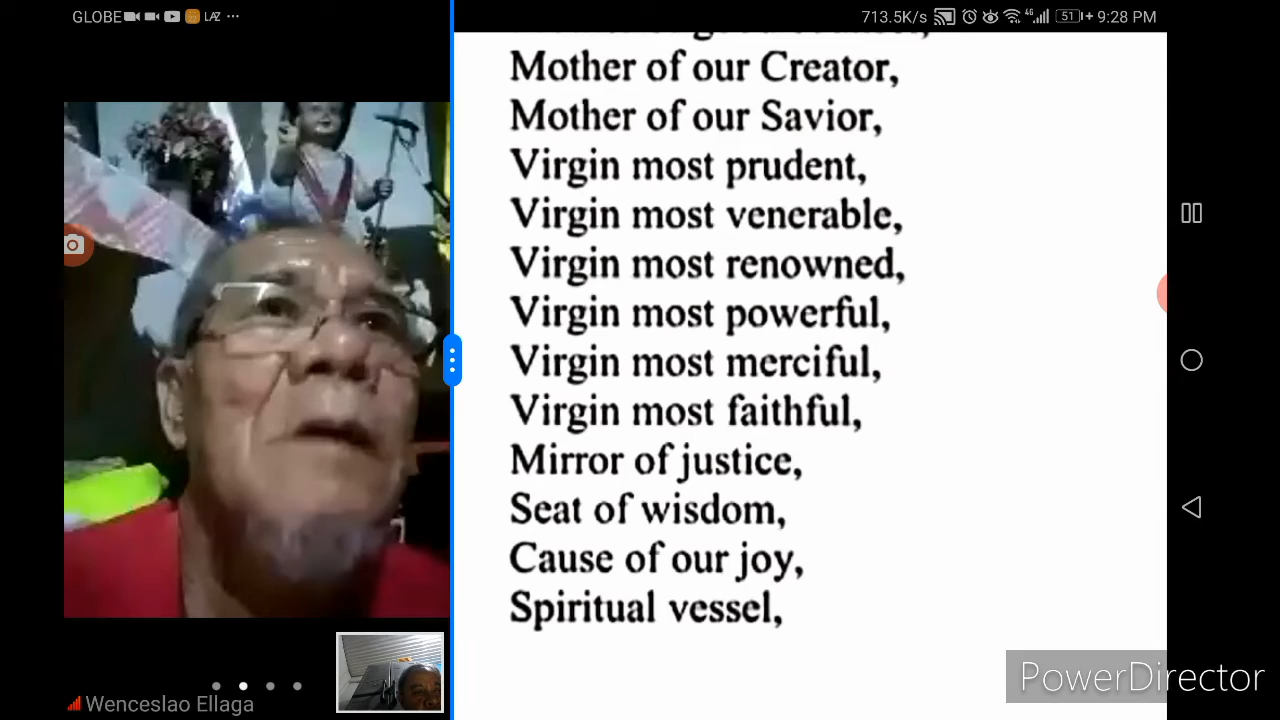 GLOBE LAZ ... 713.5K/s 4G 51 9:28 PM
Mother of our Creator,
Mother of our Savior,
Virgin most prudent,
Virgin most venerable,
Virgin most renowned,
Virgin most powerful,
Virgin most merciful,
Virgin most faithful,
Mirror of justice,
Seat of wisdom,
Cause of our joy,
Spiritual vessel,
Wenceslao Ellaga
PowerDirector